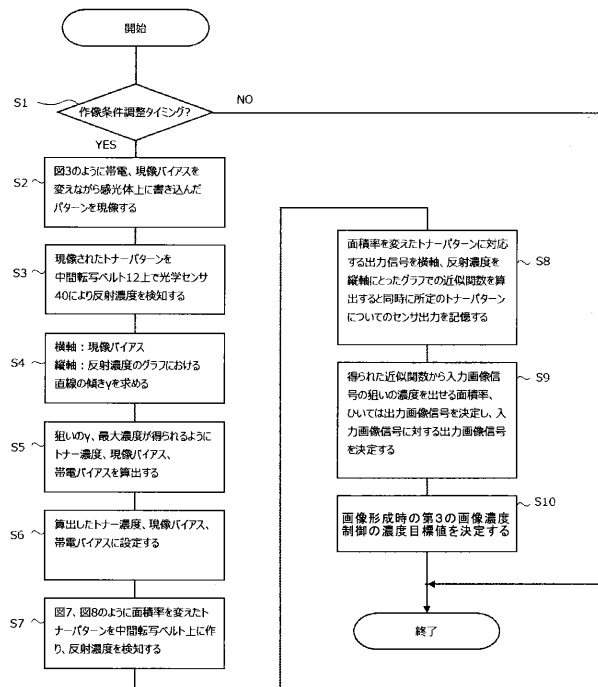 開始
S1
作像条件調整タイミング?
NO
YES
S2
図3のように帯電、現像バイアスを
変えながら感光体上に書き込んだ
パターンを現像する
S3
現像されたトナーパターンを
中間転写ベルト12上で光学センサ
40により反射濃度を検知する
S4
横軸：現像バイアス
縦軸：反射濃度のグラフにおける
直線の傾きγを求める
S5
狙いのγ、最大濃度が得られるように
トナー濃度、現像バイアス、
帯電バイアスを算出する
S6
算出したトナー濃度、現像バイアス、
帯電バイアスに設定する
S7
図7、図8のように面積率を変えたト
ナーパターンを中間転写ベルト上に作
り、反射濃度を検知する
S8
面積率を変えたトナーパターンに対応
する出力信号を横軸、反射濃度を
縦軸にとったグラフでの近似関数を算
出すると同時に所定のトナーパターン
についてのセンサ出力を記憶する
S9
得られた近似関数から入力画像信
号の狙いの濃度を出せる面積率、
ひいては出力画像信号を決定し、入
力画像信号に対する出力画像信号
を決定する
S10
画像形成時の第3の画像濃度
制御の濃度目標値を決定する
終了